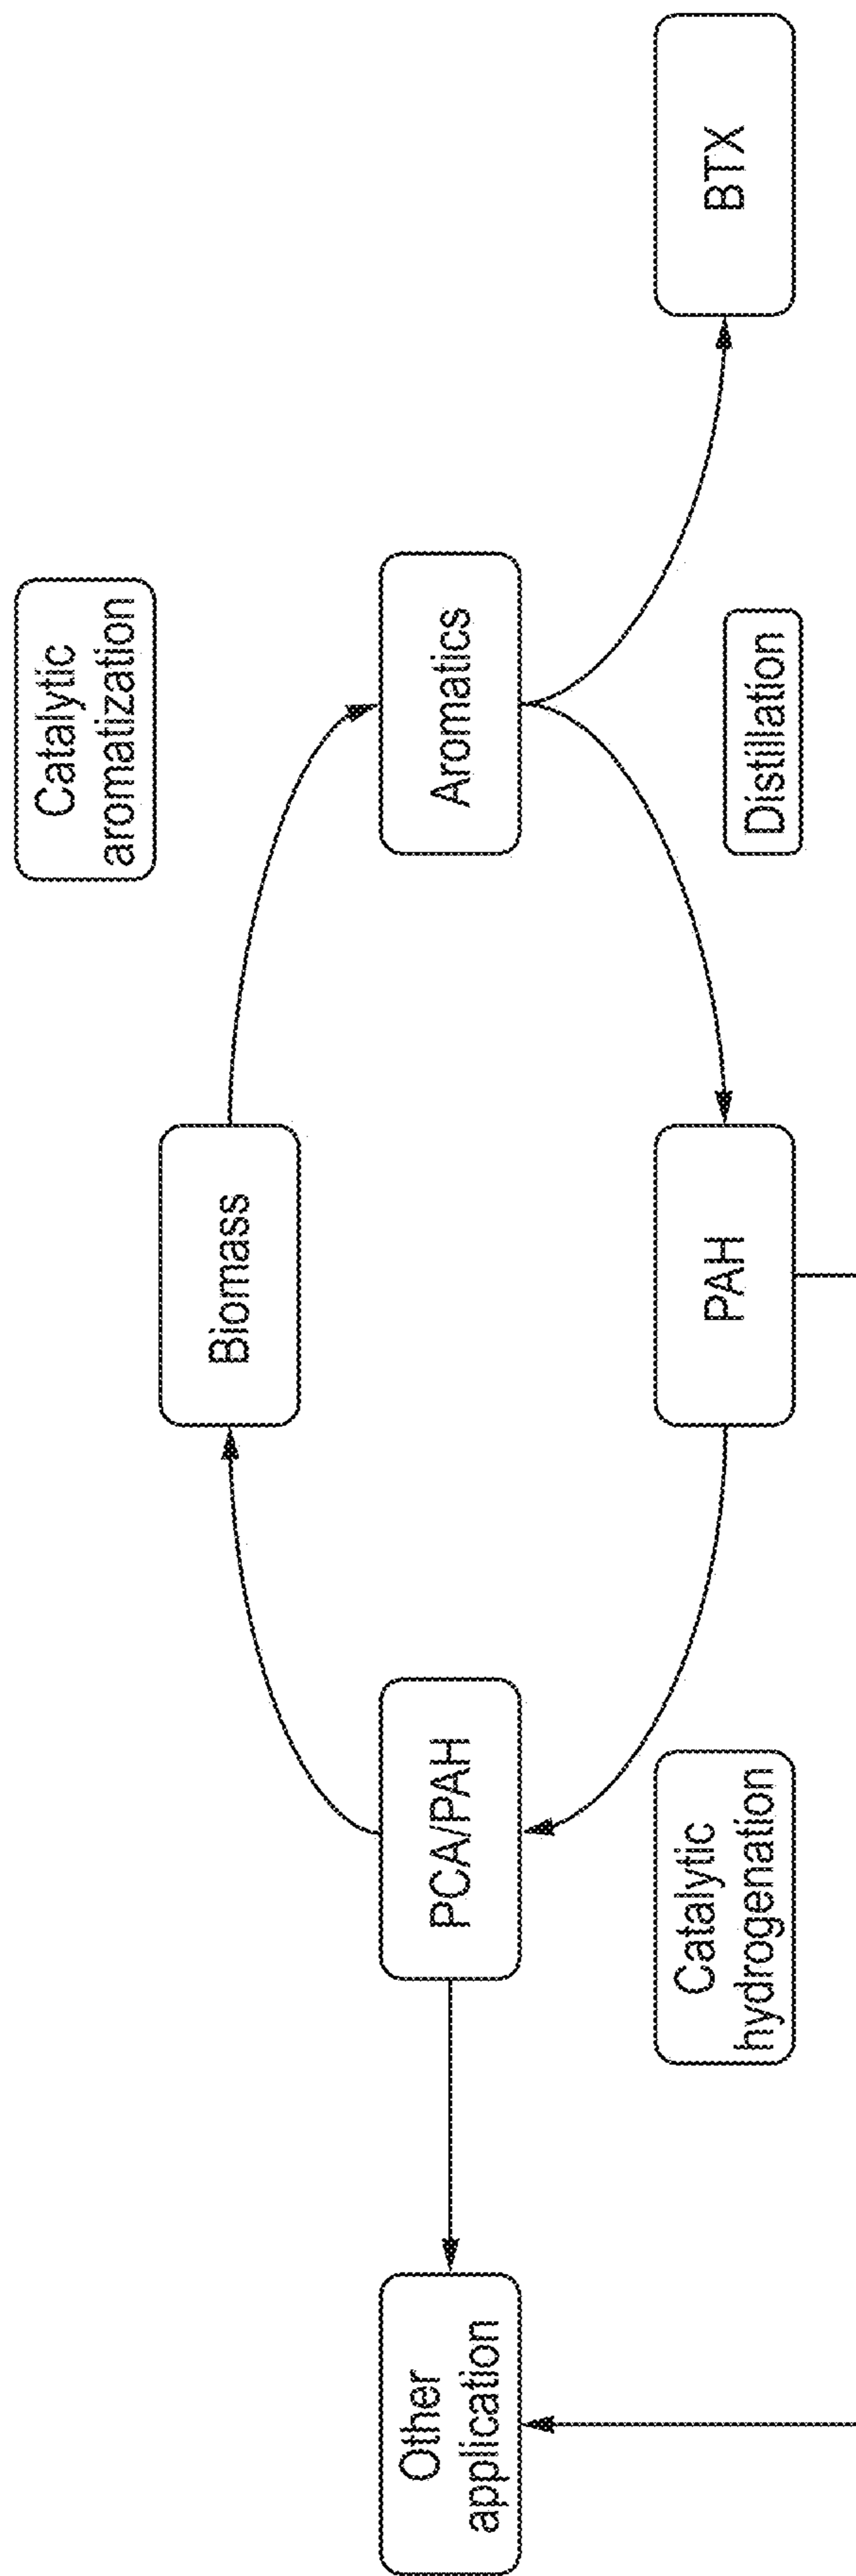 Catalytic
aromatization
Biomass
Other
application
PCA/PAH
Aromatics
Catalytic
hydrogenation
PAH
Distillation
BTX